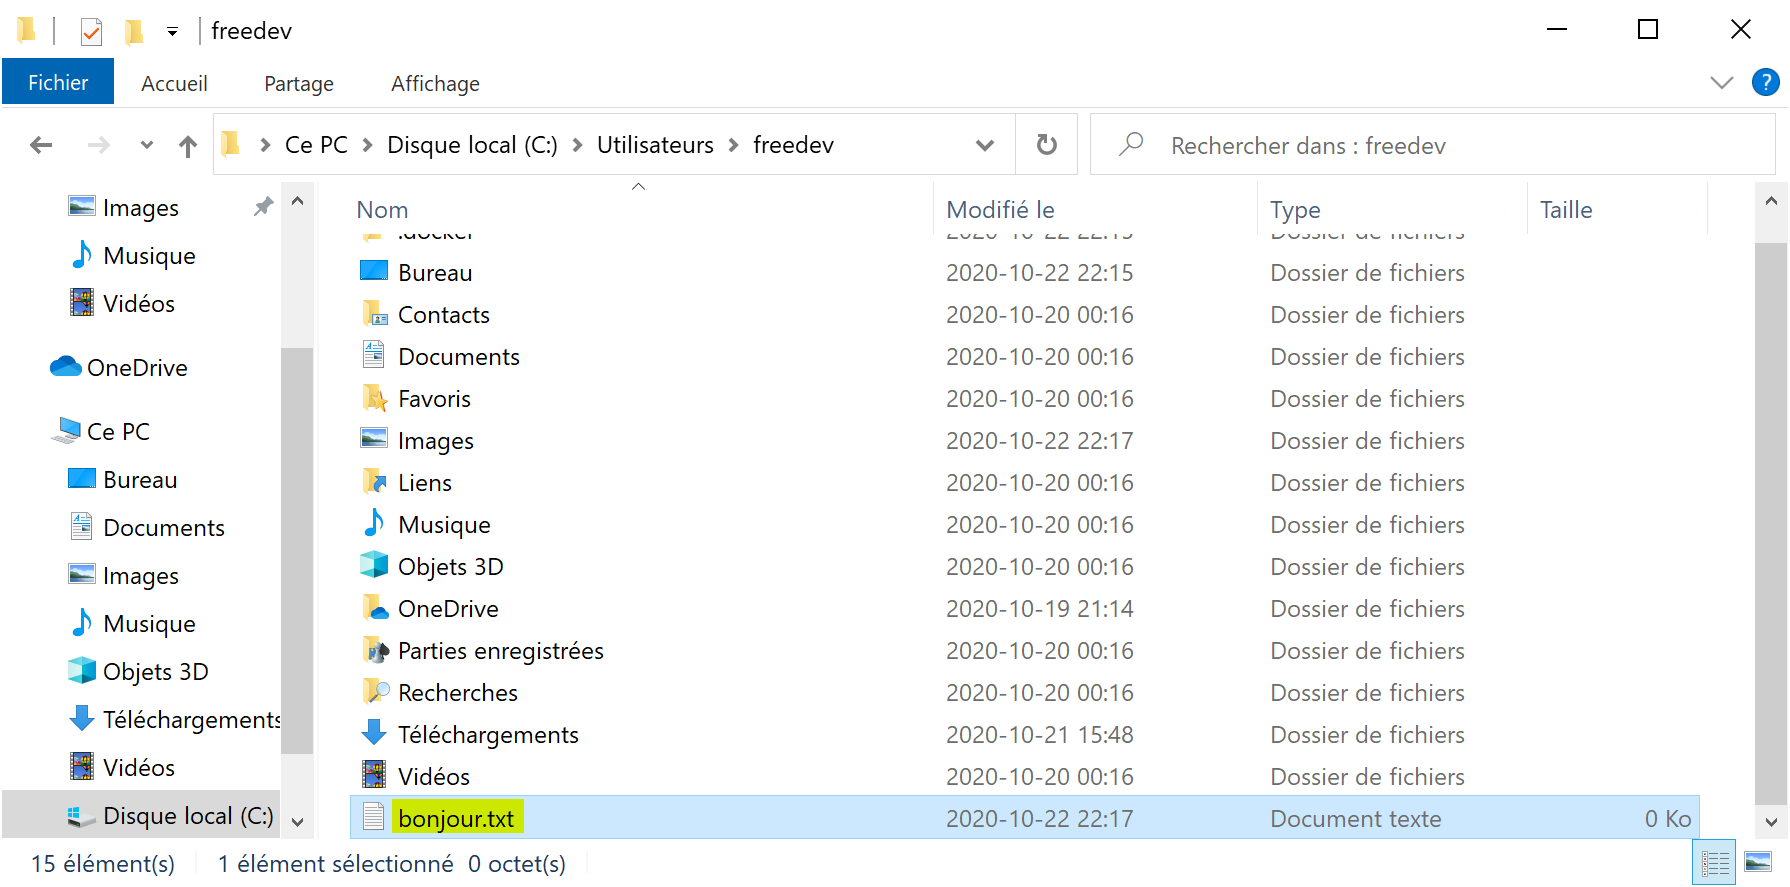 freedev
Fichier Accueil Partage Affichage ?
Ce PC Disque local (C:) Utilisateurs freedev Rechercher dans : freedev
Images
Musique
Vidéos
OneDrive
Ce PC
Bureau
Documents
Images
Musique
Objets 3D
Téléchargements
Vidéos
Disque local (C:)
Nom Modifié le Type Taille
.docker 2020-10-22 22:15 Dossier de fichiers
Bureau 2020-10-22 22:15 Dossier de fichiers
Contacts 2020-10-20 00:16 Dossier de fichiers
Documents 2020-10-20 00:16 Dossier de fichiers
Favoris 2020-10-20 00:16 Dossier de fichiers
Images 2020-10-22 22:17 Dossier de fichiers
Liens 2020-10-20 00:16 Dossier de fichiers
Musique 2020-10-20 00:16 Dossier de fichiers
Objets 3D 2020-10-20 00:16 Dossier de fichiers
OneDrive 2020-10-19 21:14 Dossier de fichiers
Parties enregistrées 2020-10-20 00:16 Dossier de fichiers
Recherches 2020-10-20 00:16 Dossier de fichiers
Téléchargements 2020-10-21 15:48 Dossier de fichiers
Vidéos 2020-10-20 00:16 Dossier de fichiers
bonjour.txt 2020-10-22 22:17 Document texte 0 Ko
15 élément(s) 1 élément sélectionné 0 octet(s)